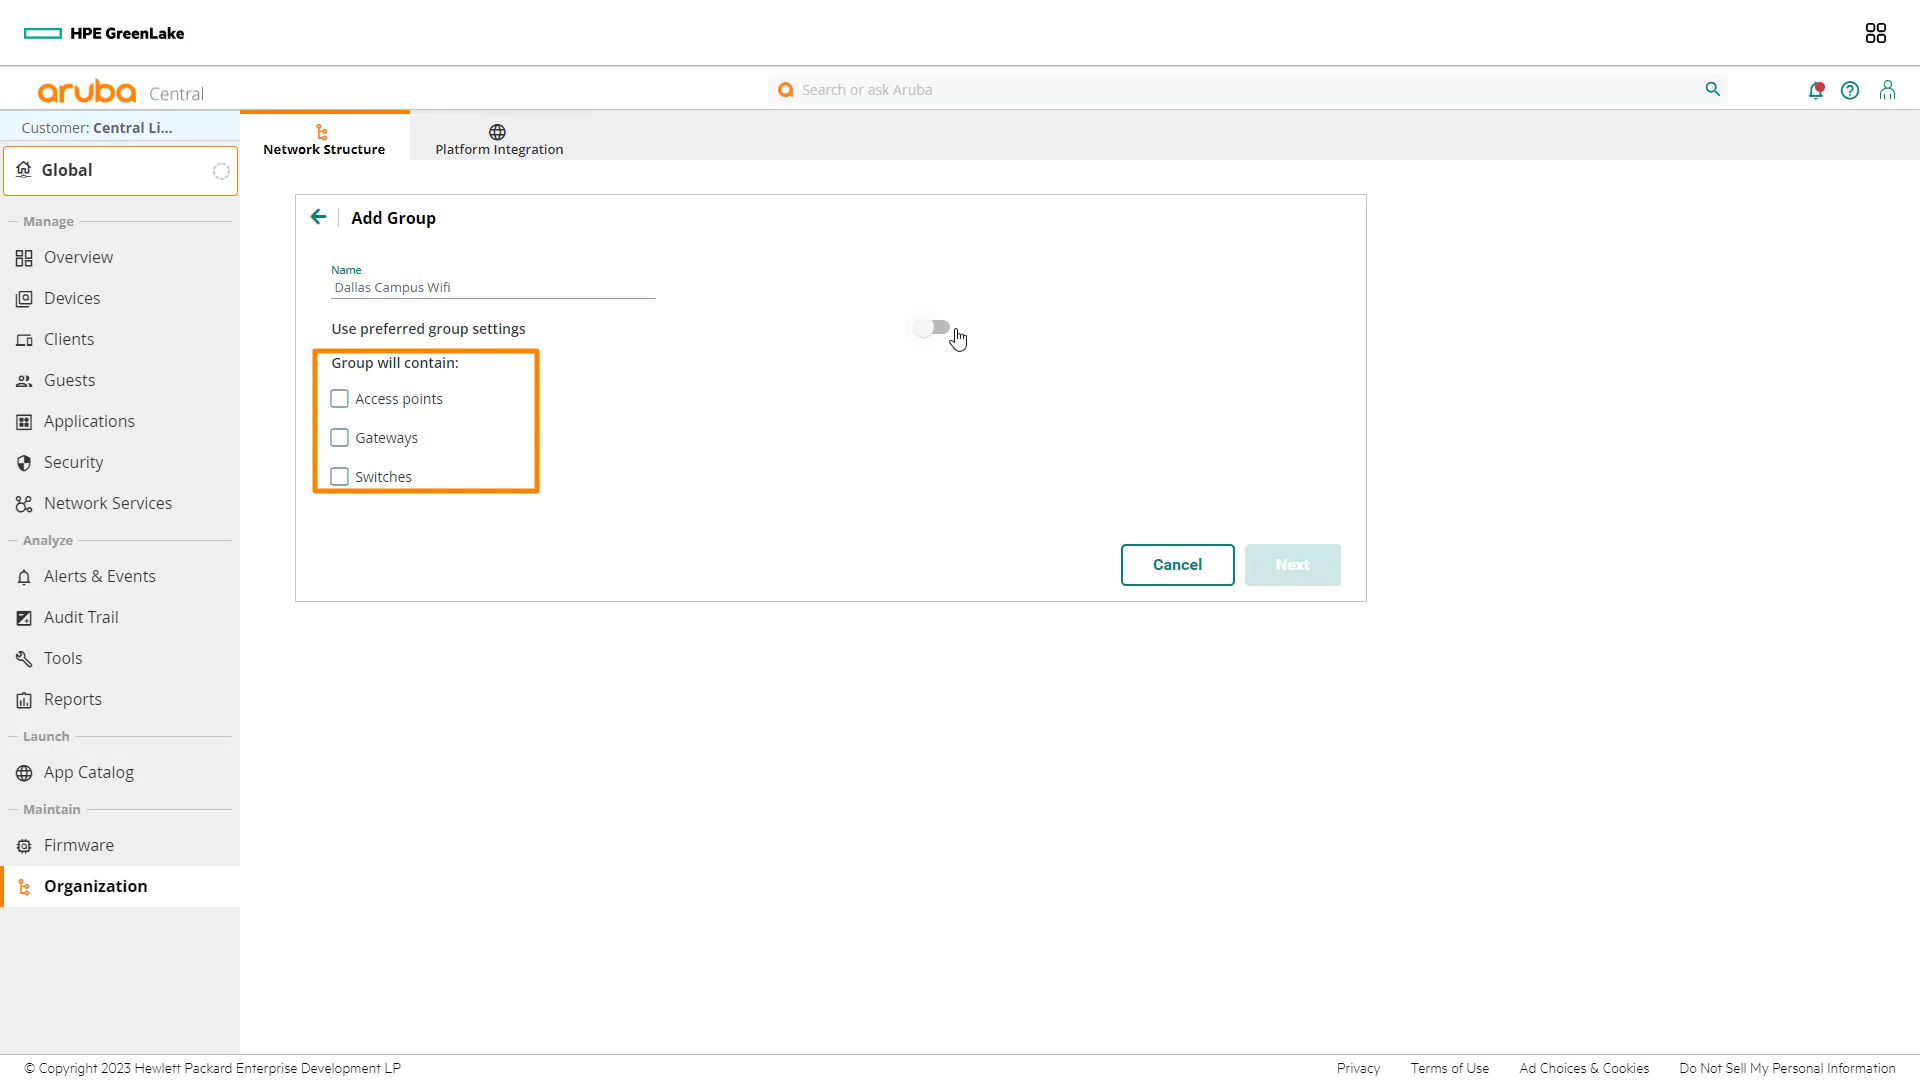 HPE GreenLake
aruba Central
Search or ask Aruba
Customer: Central Li...
Network Structure
Platform Integration
Global
Manage
Overview
Devices
Clients
Guests
Applications
Security
Network Services
Analyze
Alerts & Events
Audit Trail
Tools
Reports
Launch
App Catalog
Maintain
Firmware
Organization
Add Group
Name
Dallas Campus Wifi
Use preferred group settings
Group will contain:
Access points
Gateways
Switches
Cancel
Next
© Copyright 2023 Hewlett Packard Enterprise Development LP
Privacy
Terms of Use
Ad Choices & Cookies
Do Not Sell My Personal Information